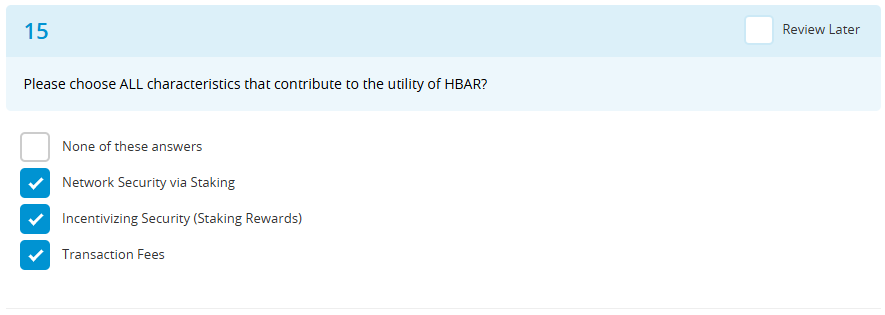 15
Review Later
Please choose ALL characteristics that contribute to the utility of HBAR?
None of these answers
Network Security via Staking
Incentivizing Security (Staking Rewards)
Transaction Fees